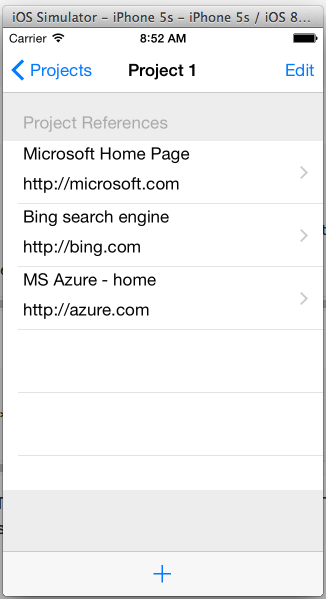 iOS Simulator – iPhone 5s – iPhone 5s / iOS 8...
Carrier 8:52 AM
Projects Project 1 Edit
Project References
Microsoft Home Page
http://microsoft.com
Bing search engine
http://bing.com
MS Azure - home
http://azure.com